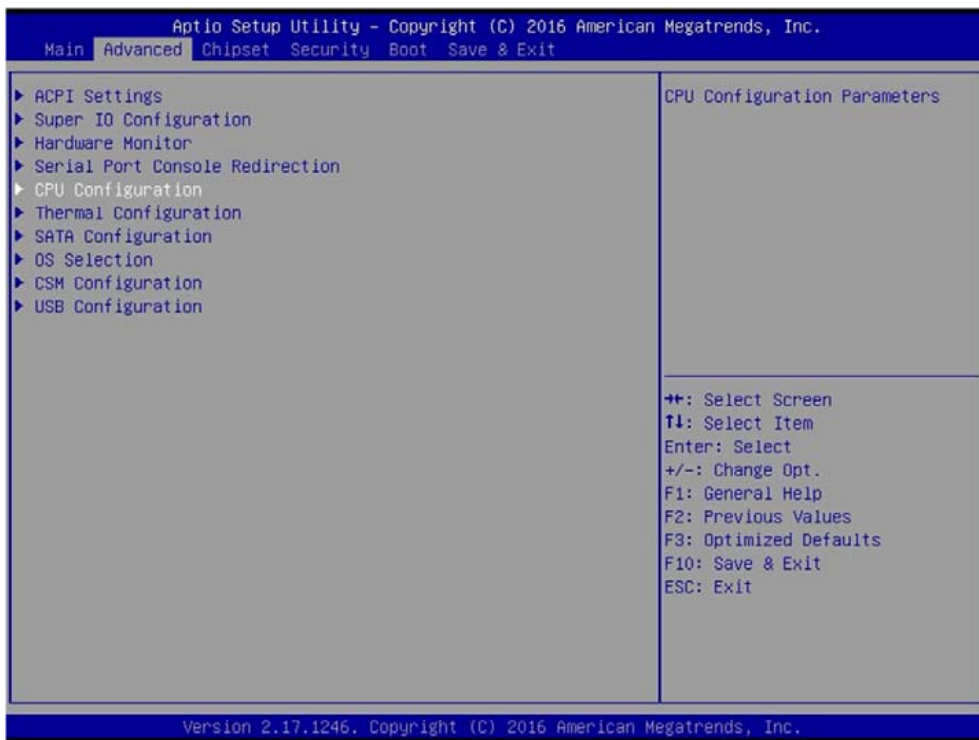 Aptio Setup Utility – Copyright (C) 2016 American Megatrends, Inc.
Main Advanced Chipset Security Boot Save & Exit
▶ ACPI Settings
▶ Super IO Configuration
▶ Hardware Monitor
▶ Serial Port Console Redirection
▶ CPU Configuration
▶ Thermal Configuration
▶ SATA Configuration
▶ OS Selection
▶ CSM Configuration
▶ USB Configuration
CPU Configuration Parameters
→←: Select Screen
↑↓: Select Item
Enter: Select
+/-: Change Opt.
F1: General Help
F2: Previous Values
F3: Optimized Defaults
F10: Save & Exit
ESC: Exit
Version 2.17.1246. Copyright (C) 2016 American Megatrends, Inc.